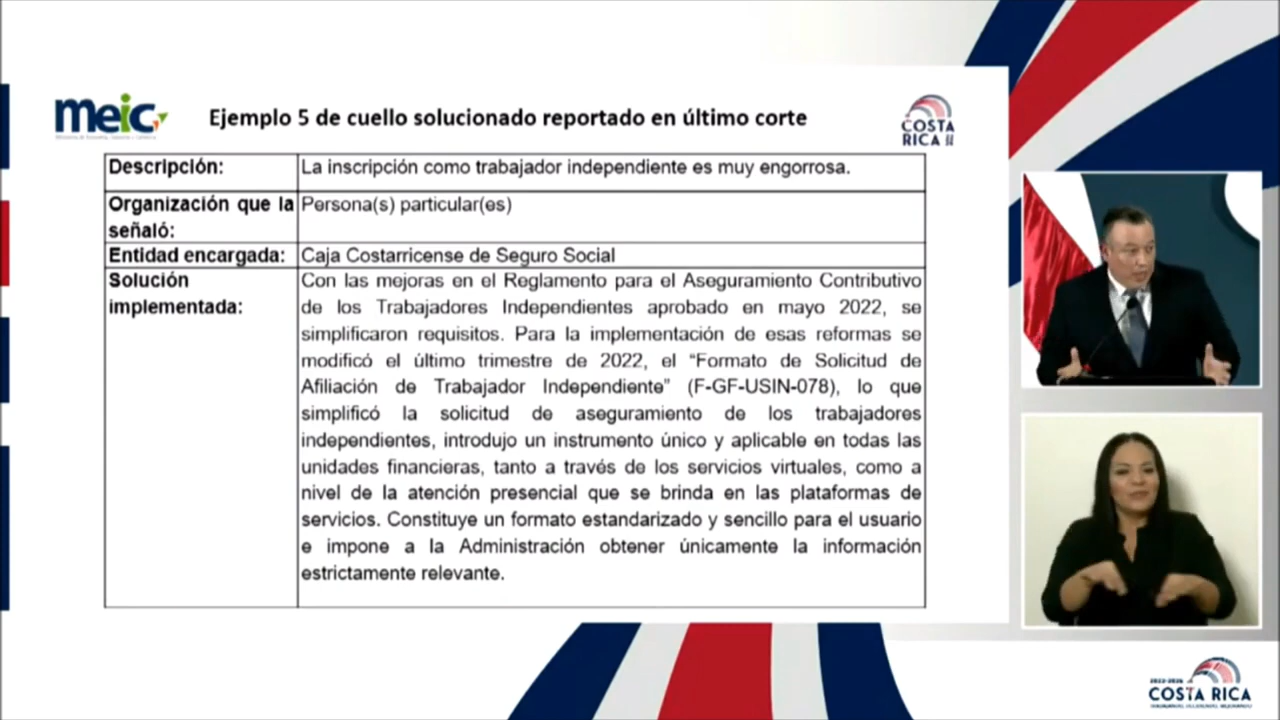 meic
Ministerio de Economía, Industria y Comercio
Ejemplo 5 de cuello solucionado reportado en último corte
COSTA
RICA
Descripción:
La inscripción como trabajador independiente es muy engorrosa.
Organización que la
señaló:
Persona(s) particular(es)
Entidad encargada:
Caja Costarricense de Seguro Social
Solución
implementada:
Con las mejoras en el Reglamento para el Aseguramiento Contributivo
de los Trabajadores Independientes aprobado en mayo 2022, se
simplificaron requisitos. Para la implementación de esas reformas se
modificó el último trimestre de 2022, el “Formato de Solicitud de
Afiliación de Trabajador Independiente” (F-GF-USIN-078), lo que
simplificó la solicitud de aseguramiento de los trabajadores
independientes, introdujo un instrumento único y aplicable en todas las
unidades financieras, tanto a través de los servicios virtuales, como a
nivel de la atención presencial que se brinda en las plataformas de
servicios. Constituye un formato estandarizado y sencillo para el usuario
e impone a la Administración obtener únicamente la información
estrictamente relevante.
2022-2026
COSTA RICA